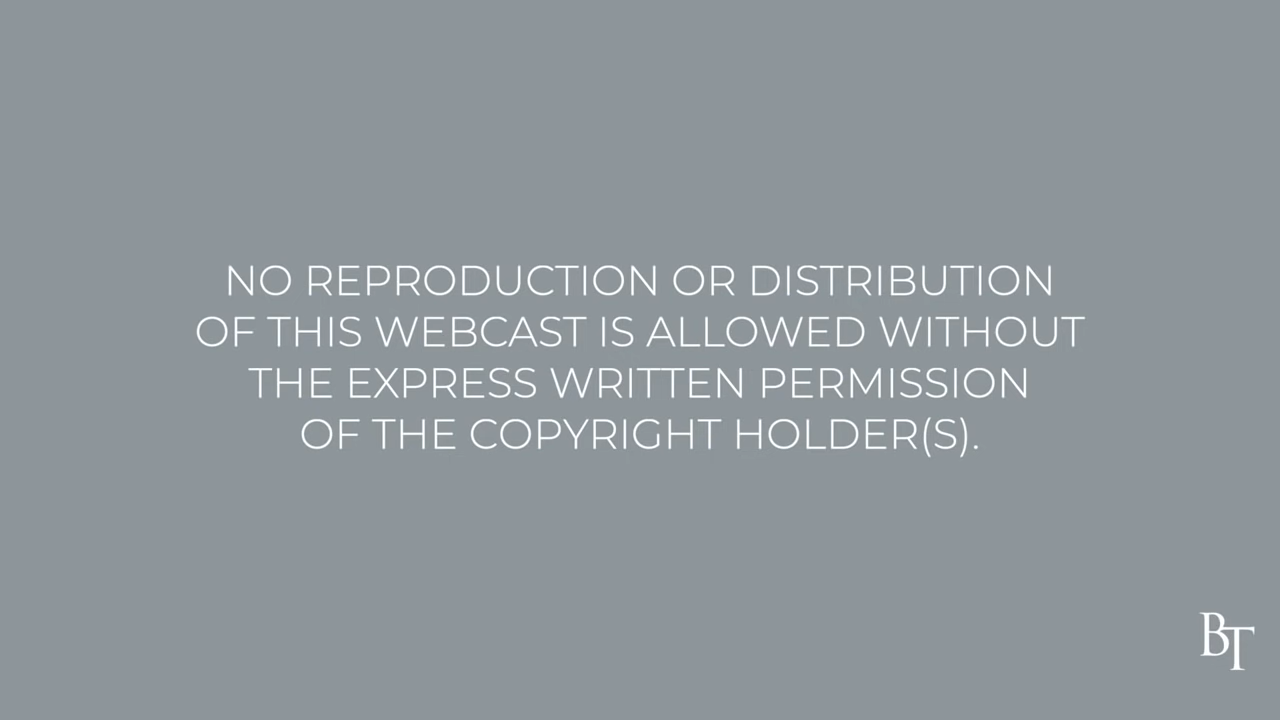 NO REPRODUCTION OR DISTRIBUTION
OF THIS WEBCAST IS ALLOWED WITHOUT
THE EXPRESS WRITTEN PERMISSION
OF THE COPYRIGHT HOLDER(S).
BT